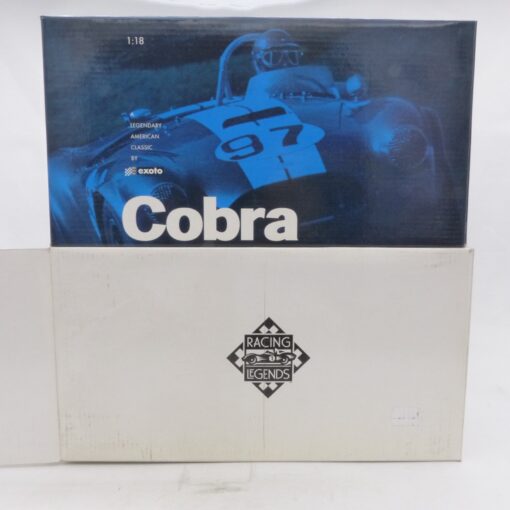 1:18
A
LEGENDARY
AMERICAN
CLASSIC
BY
exoto
97
Cobra
RACING
LEGENDS